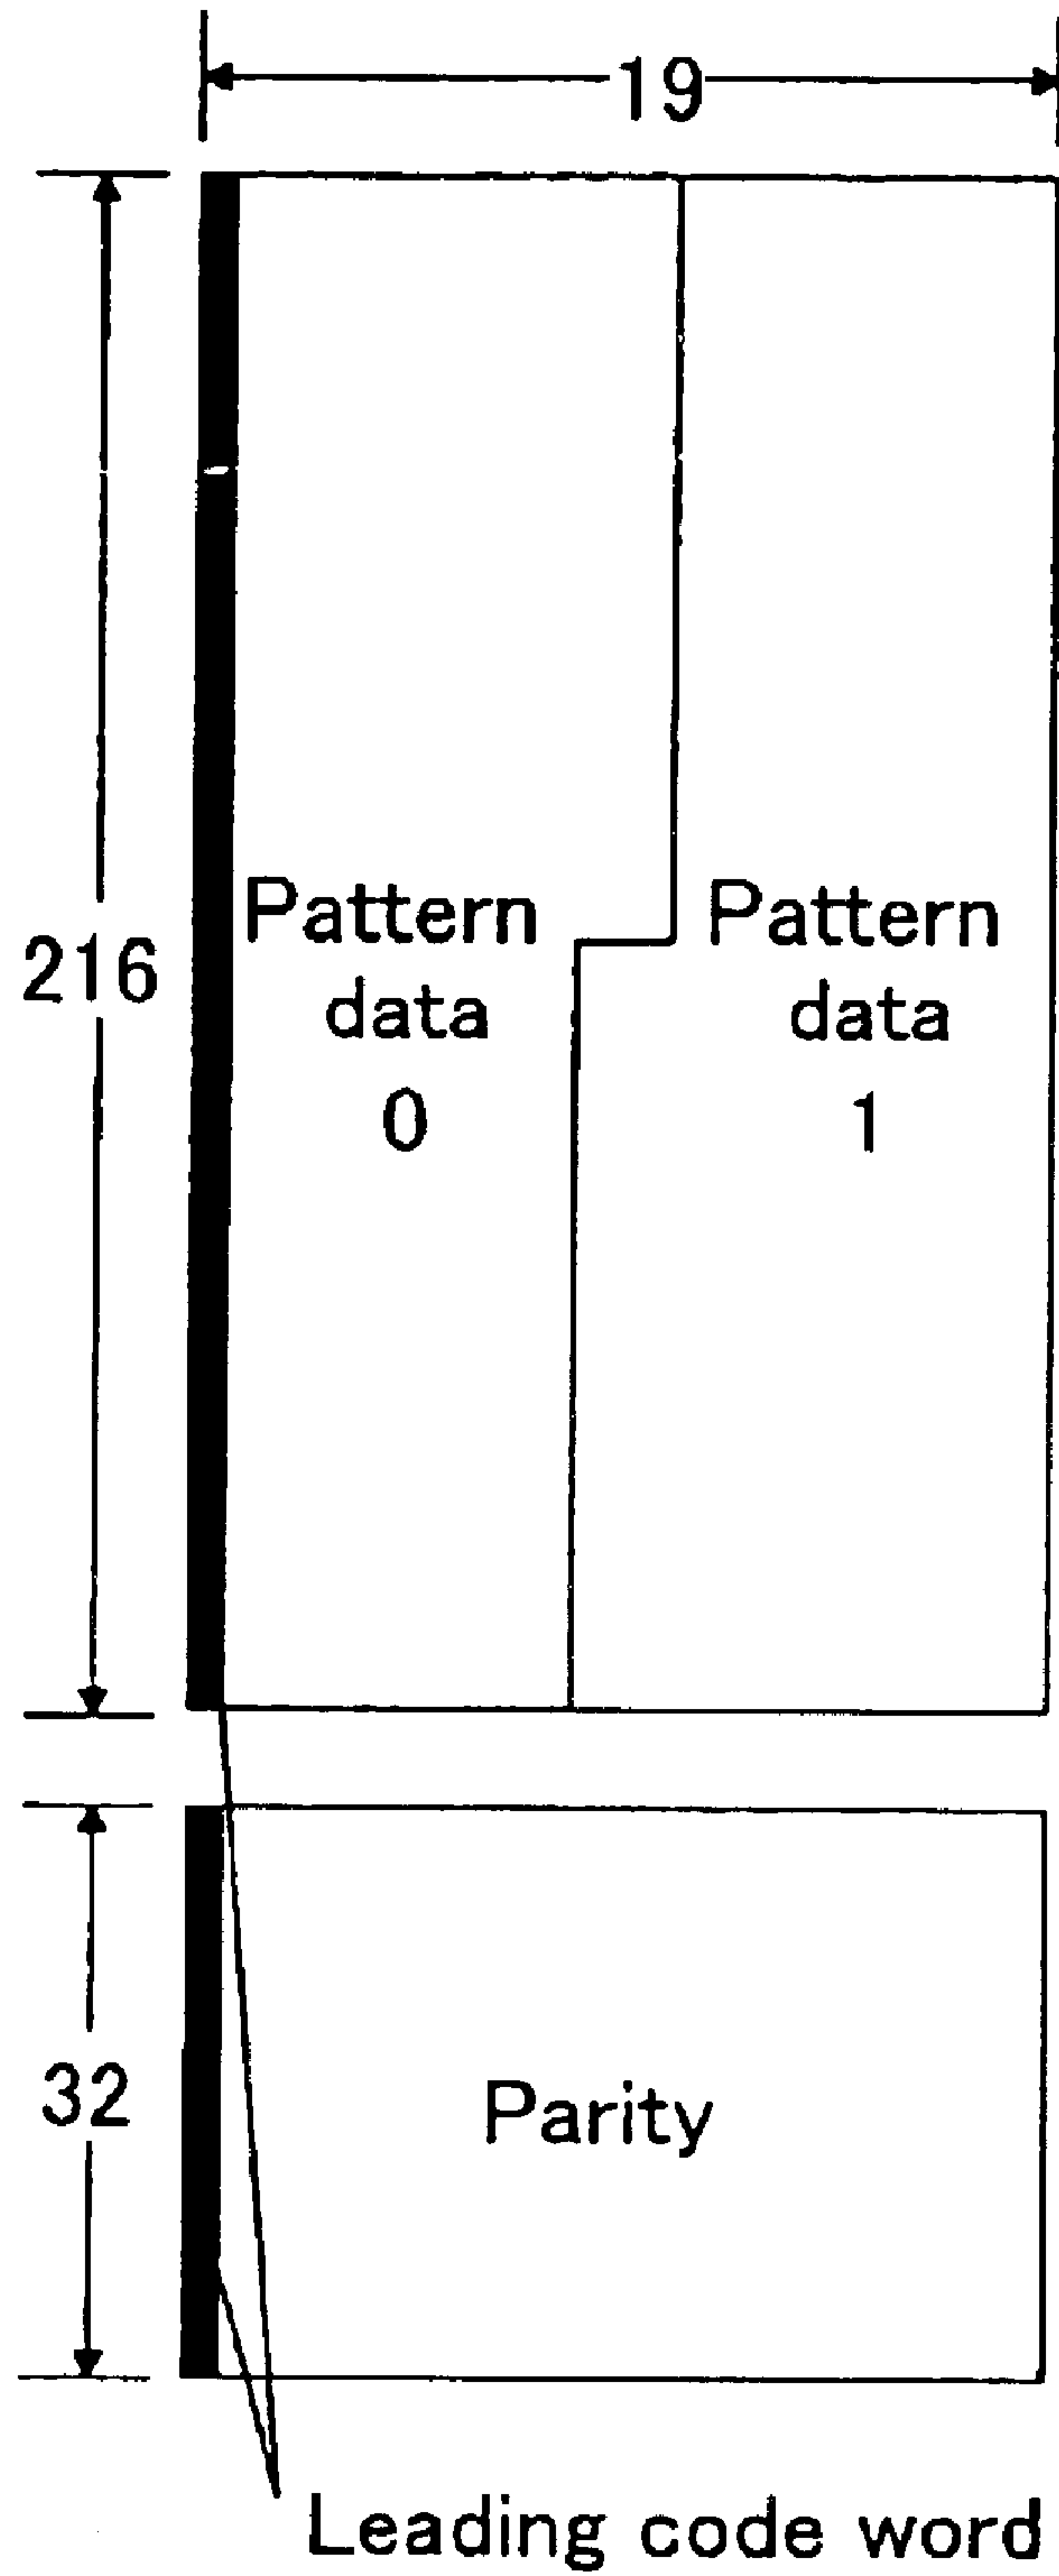 19
216
Pattern
data
0
Pattern
data
1
32
Parity
Leading code word